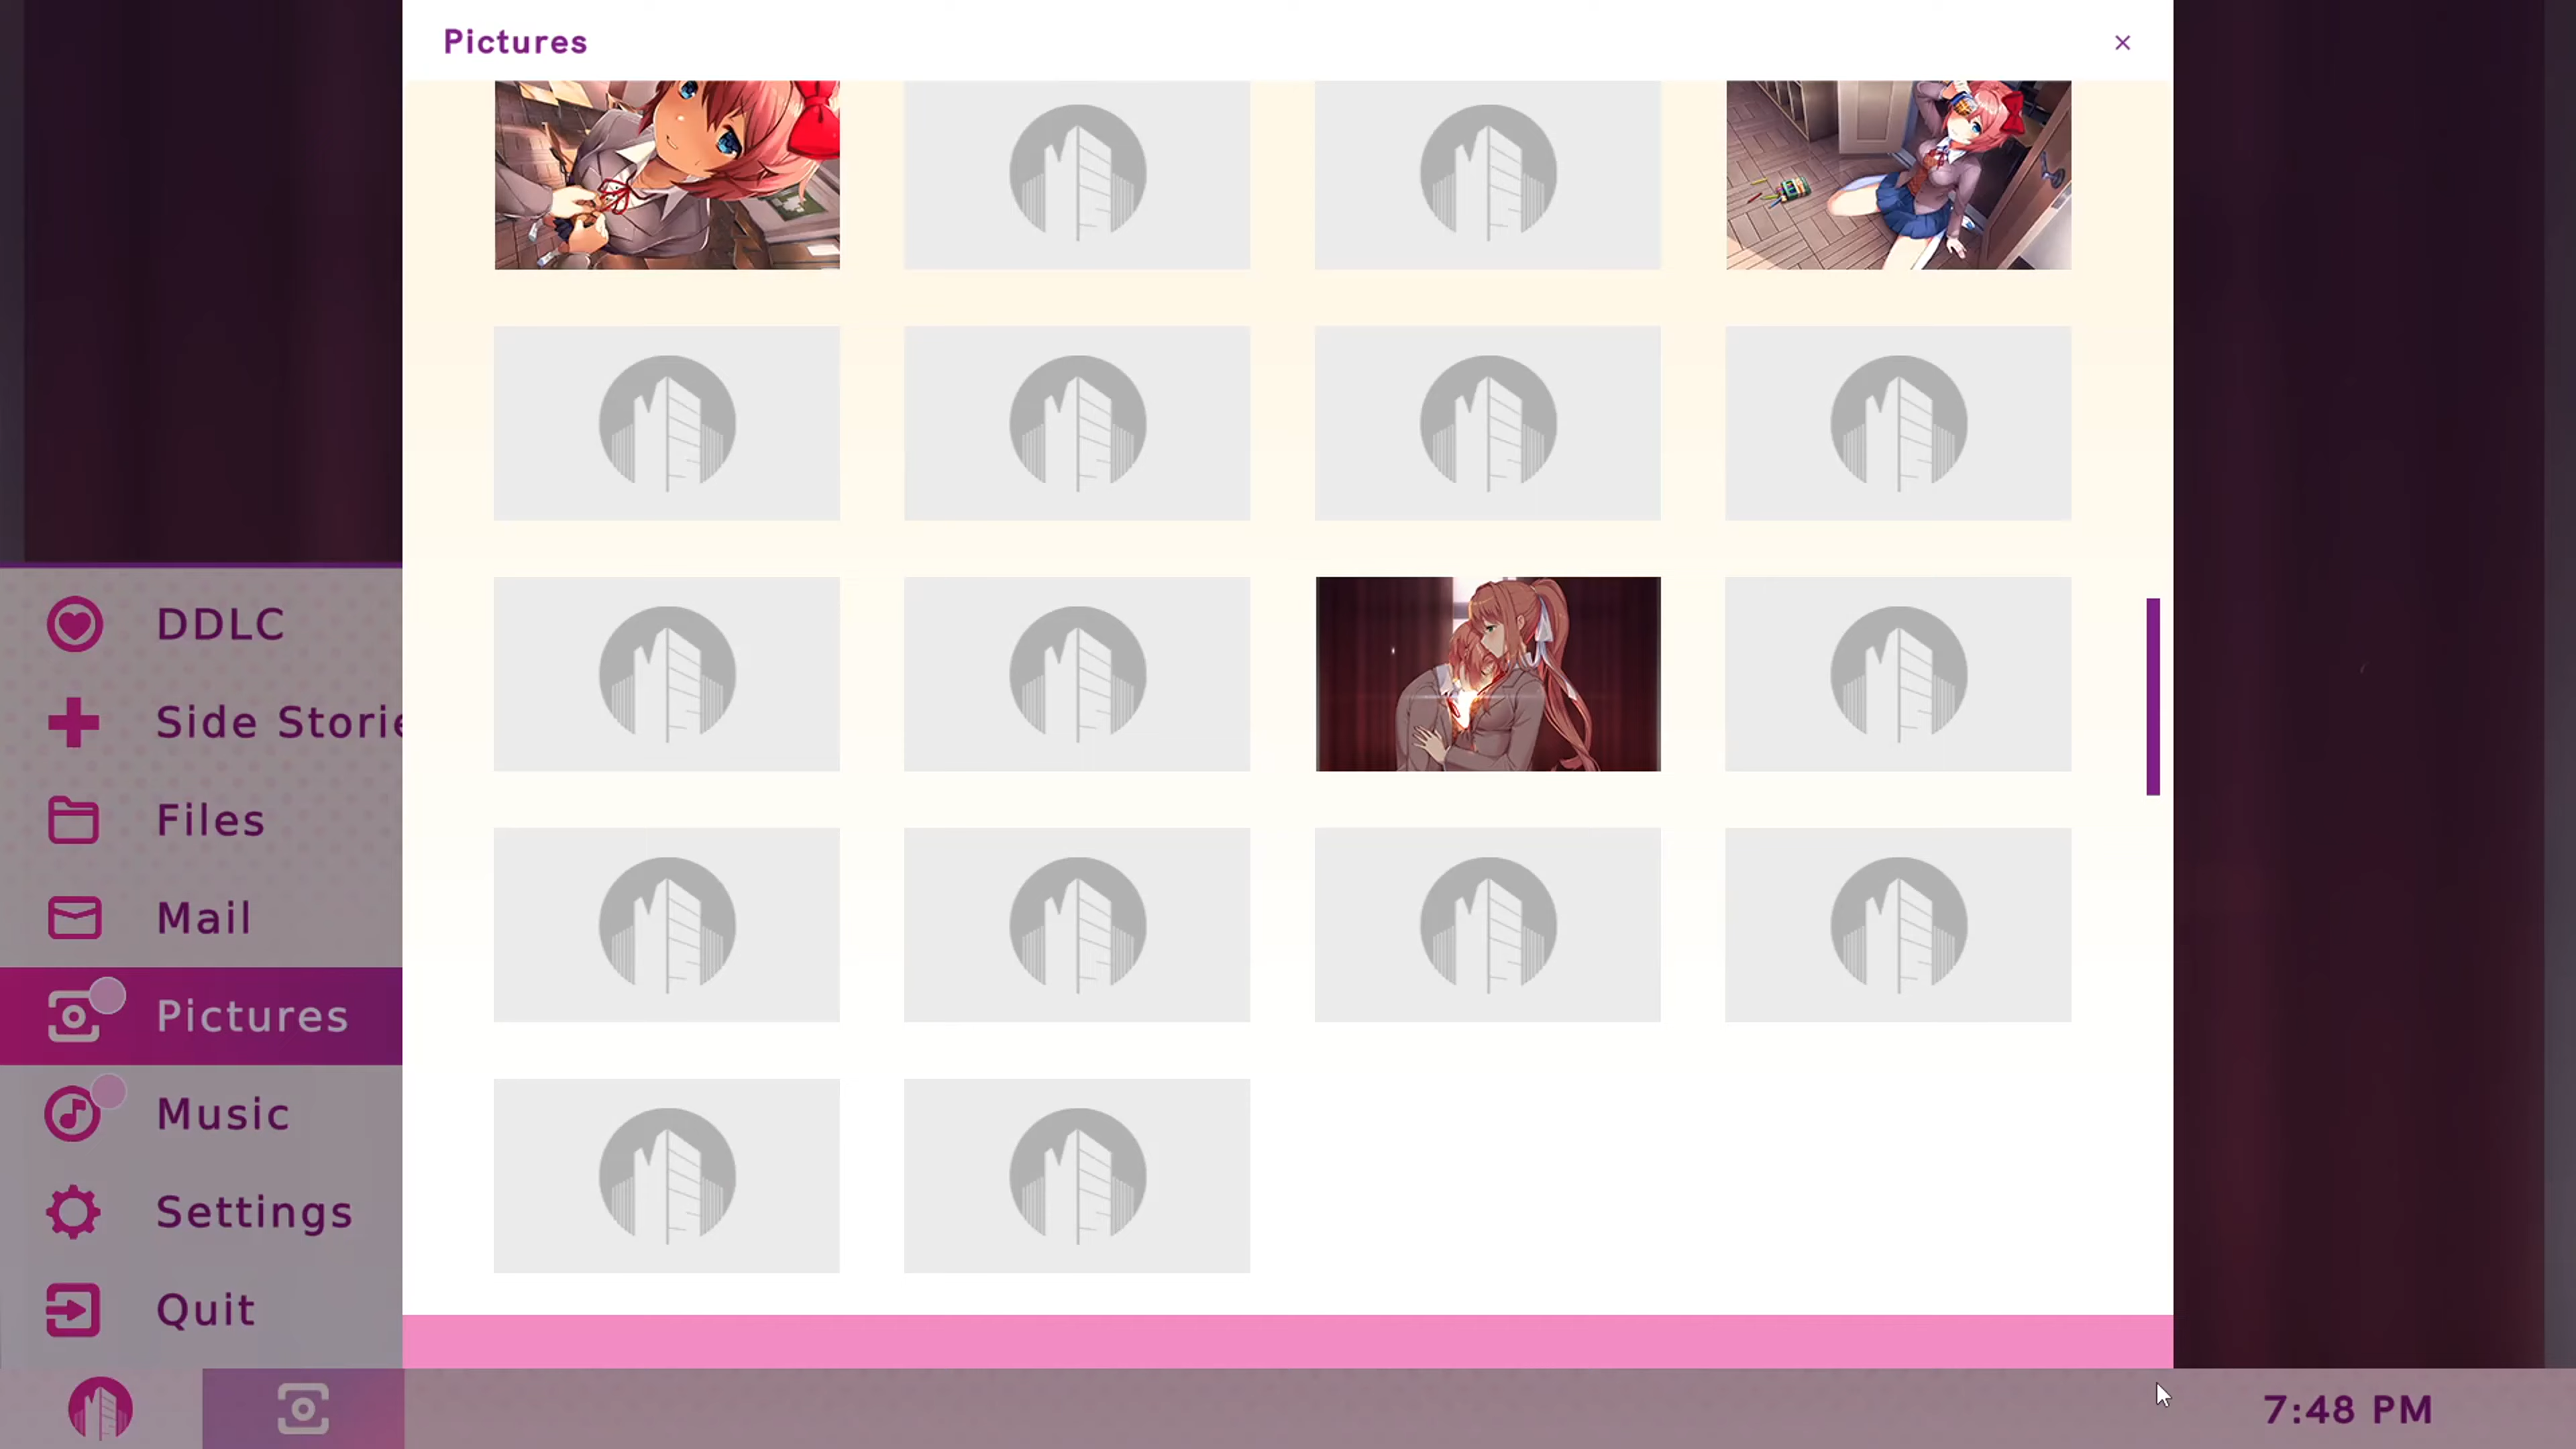 Pictures
DDLC
Side Storie
Files
Mail
Pictures
Music
Settings
Quit
7:48 PM